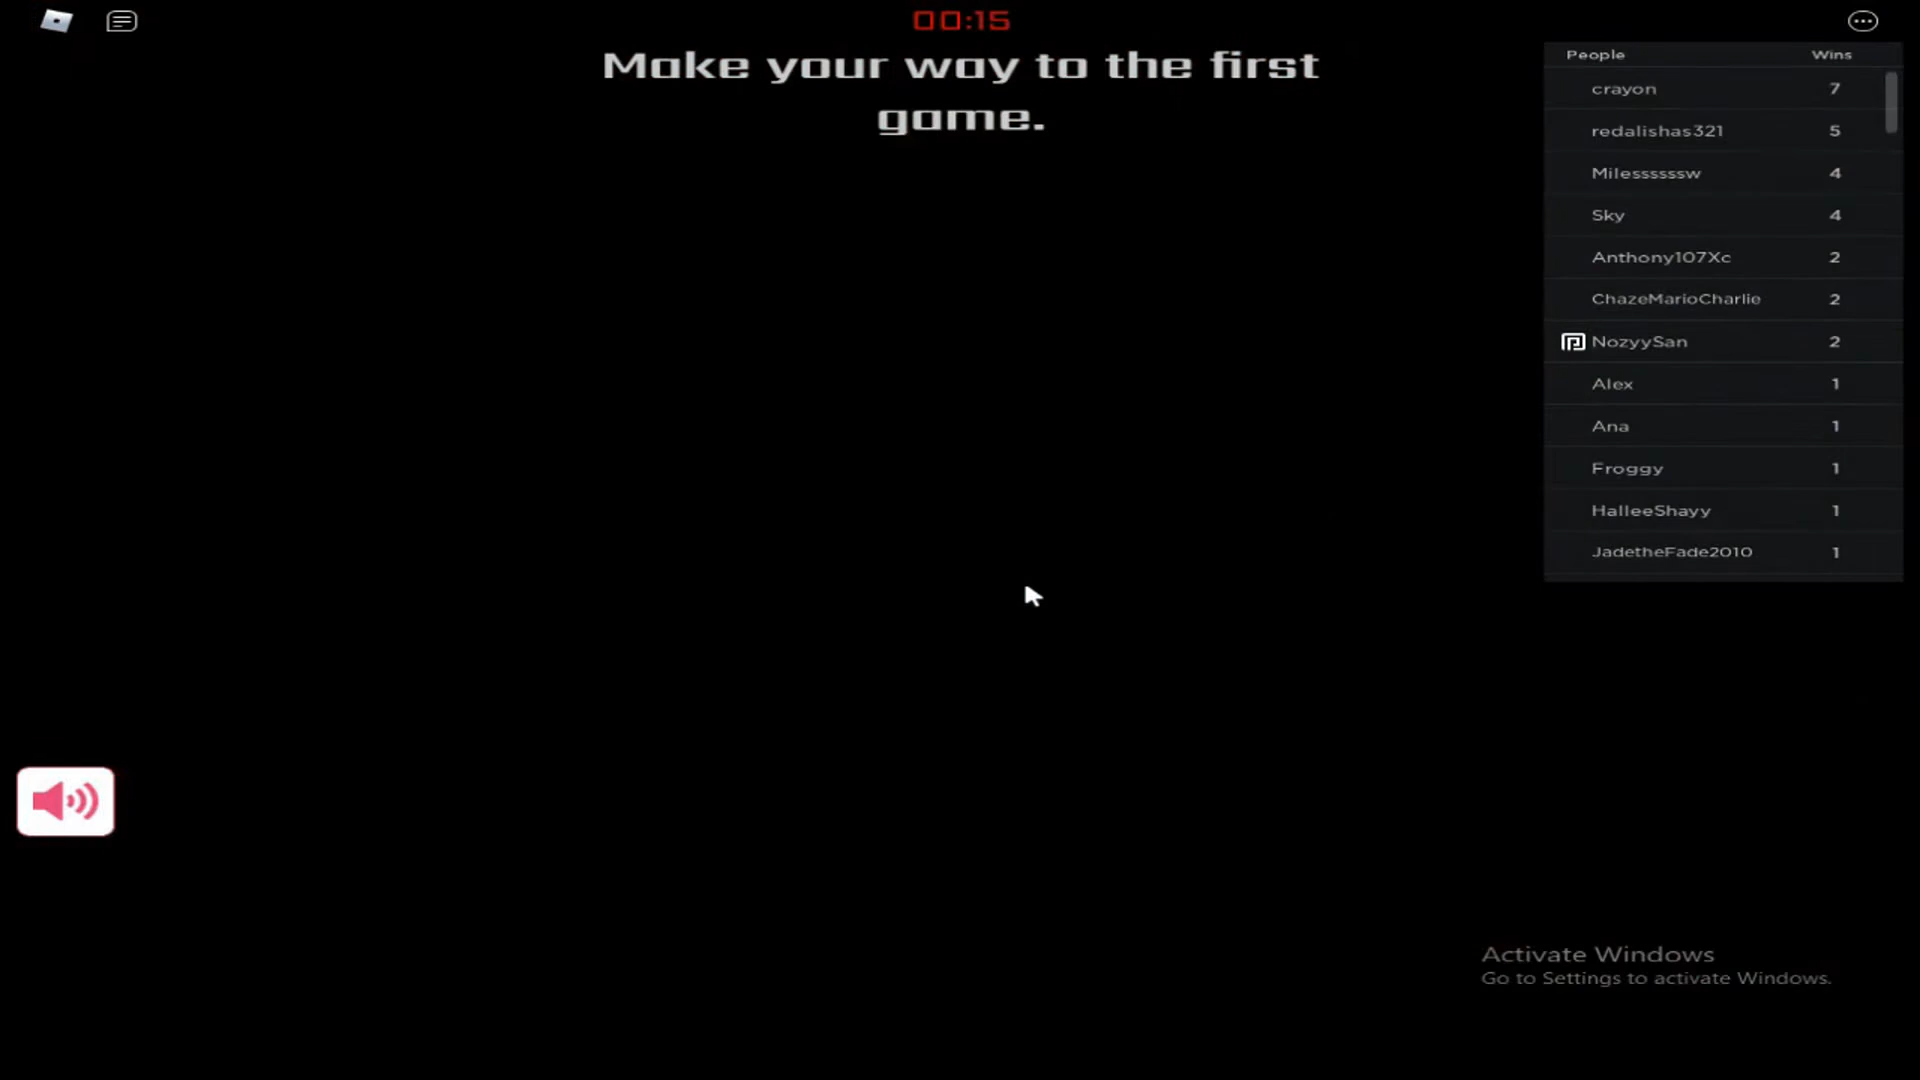 00:15
Make your way to the first
game.
People Wins
crayon 7
redalishas321 5
Milessssssw 4
Sky 4
Anthony107Xc 2
ChazeMarioCharlie 2
NozyySan 2
Alex 1
Ana 1
Froggy 1
HalleeShayy 1
JadetheFade2010 1
Activate Windows
Go to Settings to activate Windows.